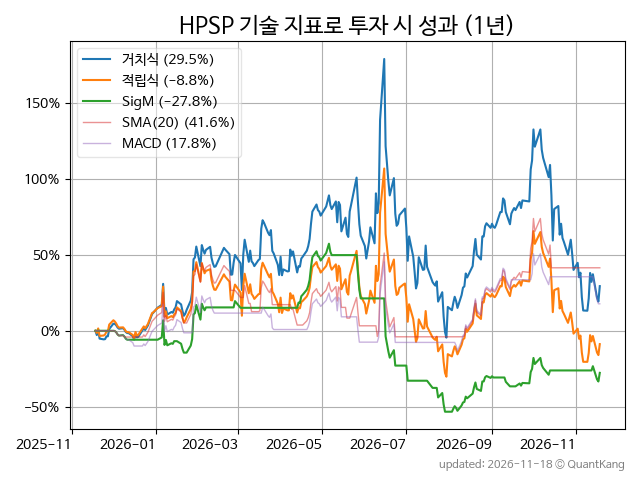 HPSP 기술 지표로 투자 시 성과 (1년)
거치식 (29.5%)
적립식 (-8.8%)
SigM (-27.8%)
SMA(20) (41.6%)
MACD (17.8%)
150%
100%
50%
0%
-50%
2025-11 2026-01 2026-03 2026-05 2026-07 2026-09 2026-11
updated: 2026-11-18 © QuantKang